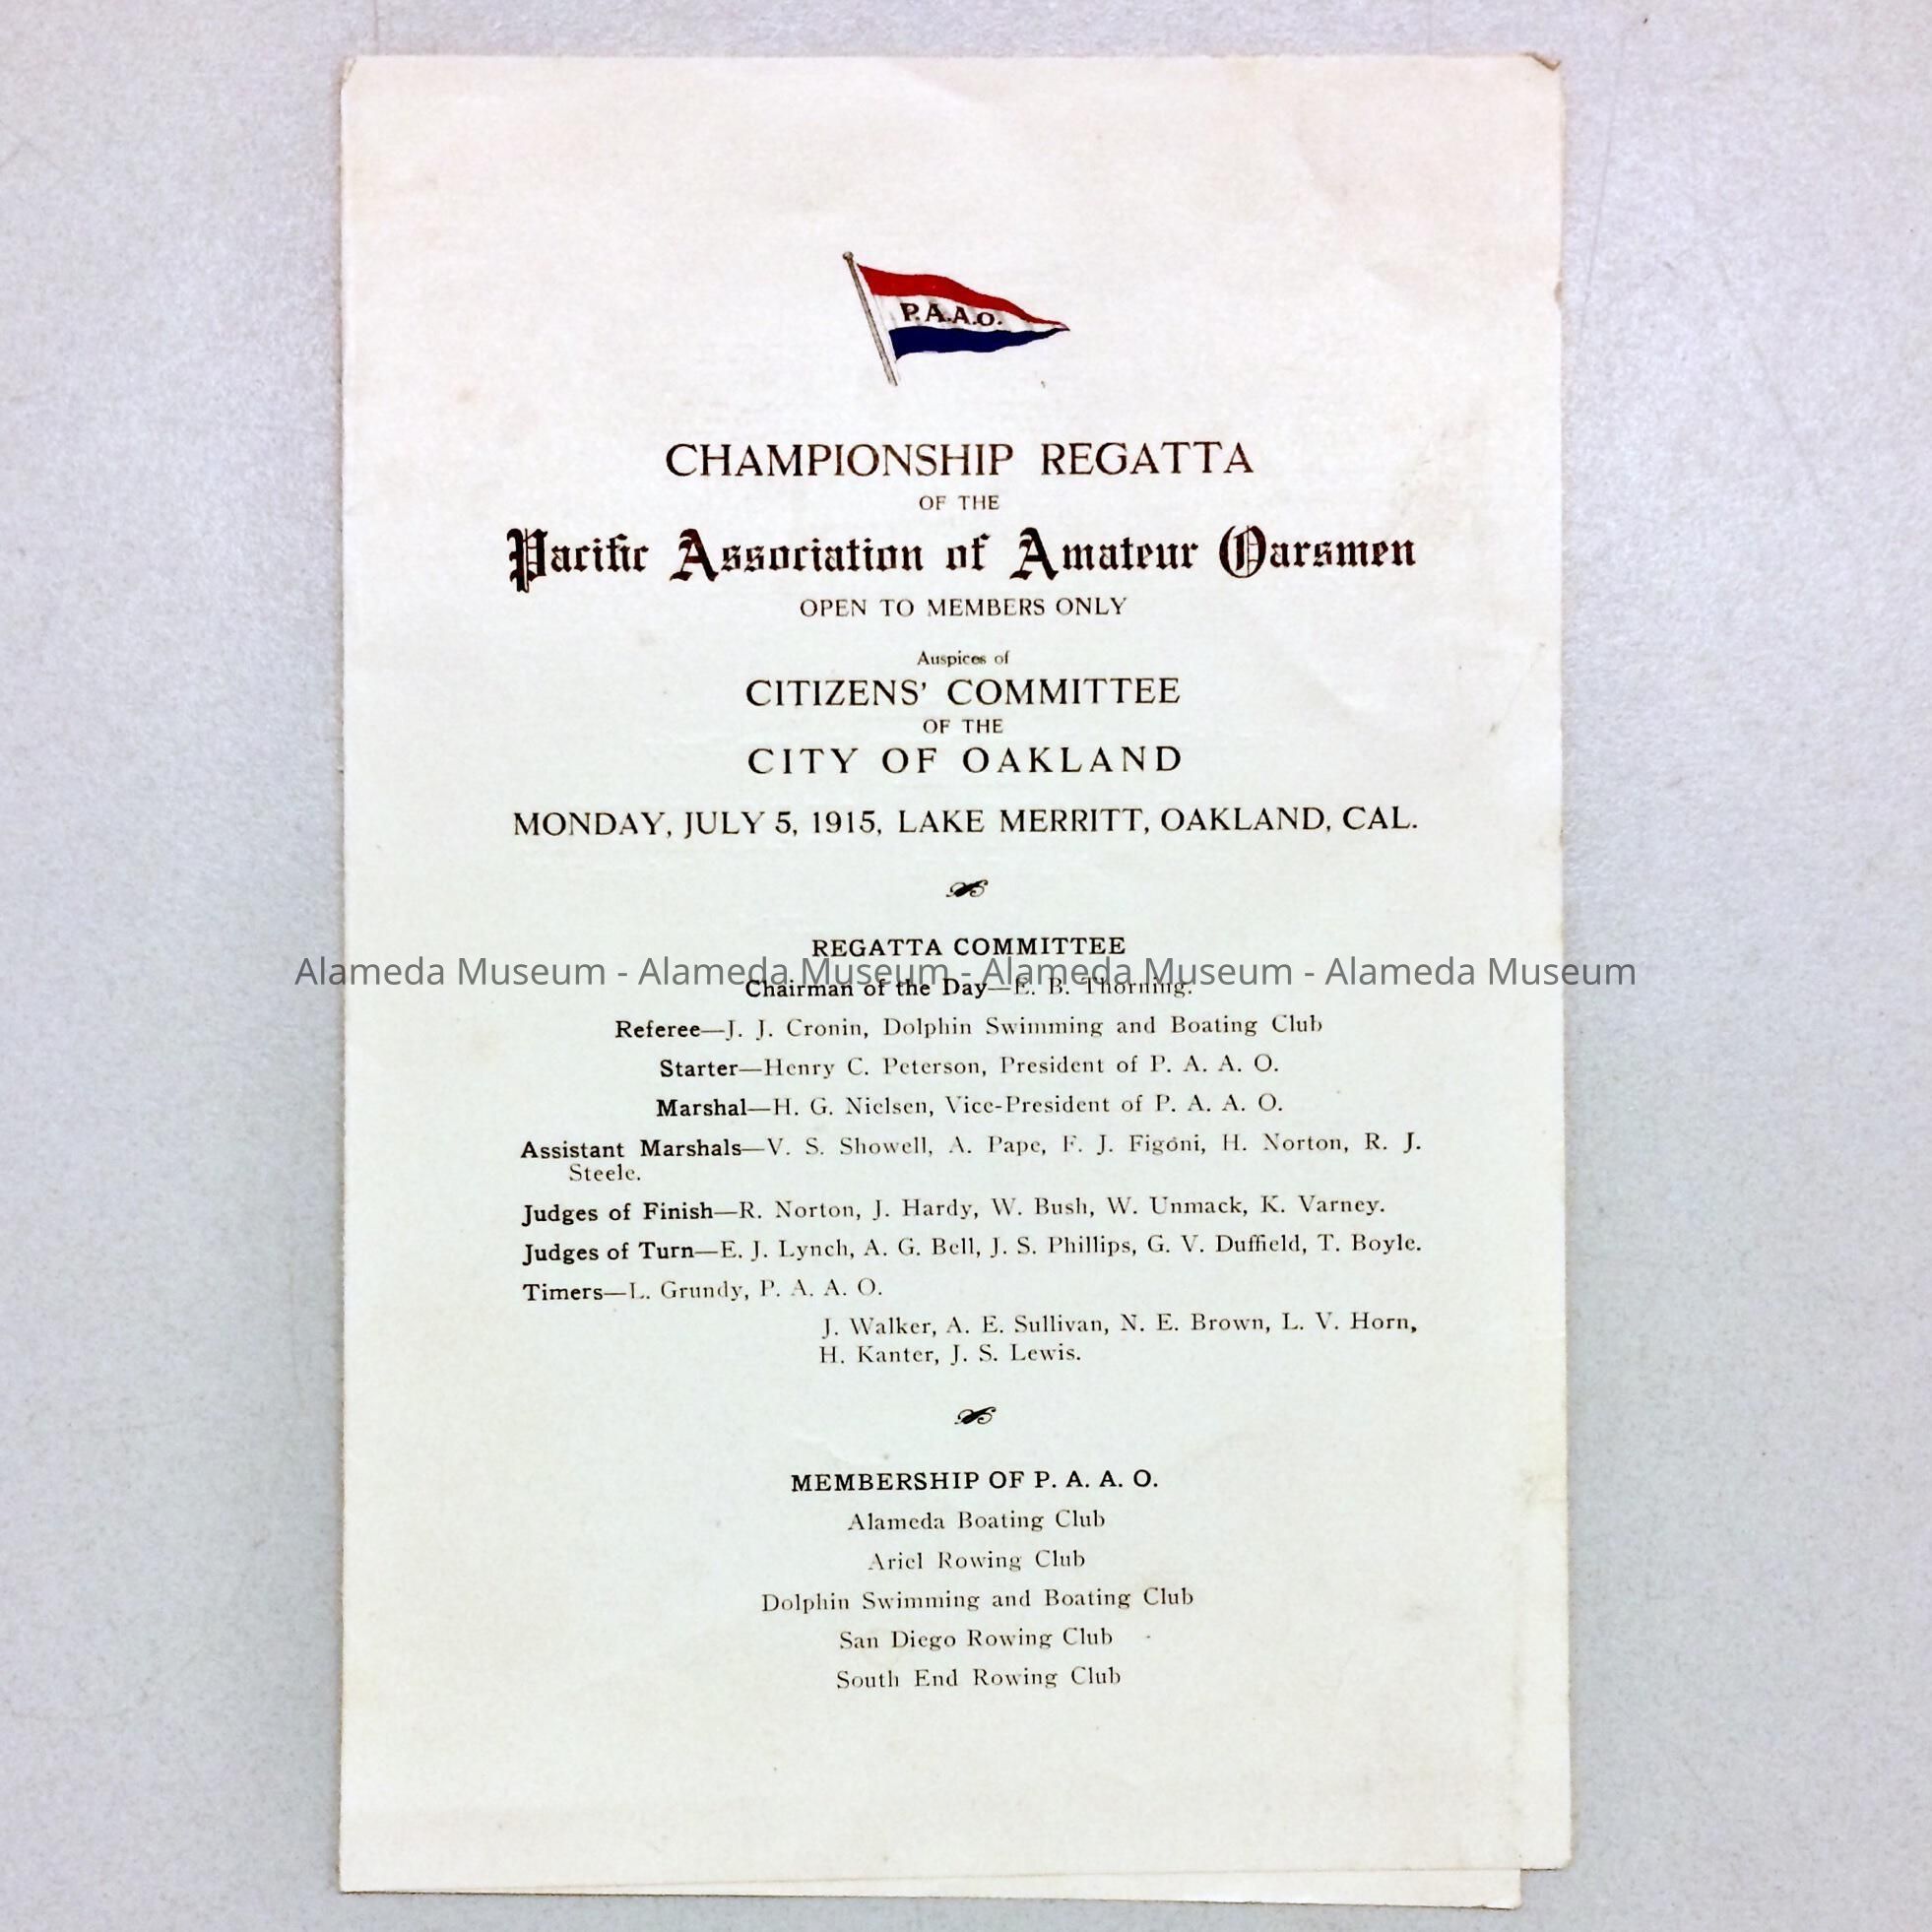 P.A.A.O.
CHAMPIONSHIP REGATTA
OF THE
Pacific Association of Amateur Oarsmen
OPEN TO MEMBERS ONLY
Auspices of
CITIZENS' COMMITTEE
OF THE
CITY OF OAKLAND
MONDAY, JULY 5, 1915, LAKE MERRITT, OAKLAND, CAL.
REGATTA COMMITTEE
Alameda Museum - Alameda Museum - Alameda Museum - Alameda Museum
Chairman of the Day—E. B. Thorning.
Referee—J. J. Cronin, Dolphin Swimming and Boating Club
Starter—Henry C. Peterson, President of P. A. A. O.
Marshal—H. G. Nielsen, Vice-President of P. A. A. O.
Assistant Marshals—V. S. Showell, A. Pape, F. J. Figoni, H. Norton, R. J.
Steele.
Judges of Finish—R. Norton, J. Hardy, W. Bush, W. Unmack, K. Varney.
Judges of Turn—E. J. Lynch, A. G. Bell, J. S. Phillips, G. V. Duffield, T. Boyle.
Timers—L. Grundy, P. A. A. O.
J. Walker, A. E. Sullivan, N. E. Brown, L. V. Horn,
H. Kanter, J. S. Lewis.
MEMBERSHIP OF P. A. A. O.
Alameda Boating Club
Ariel Rowing Club
Dolphin Swimming and Boating Club
San Diego Rowing Club
South End Rowing Club